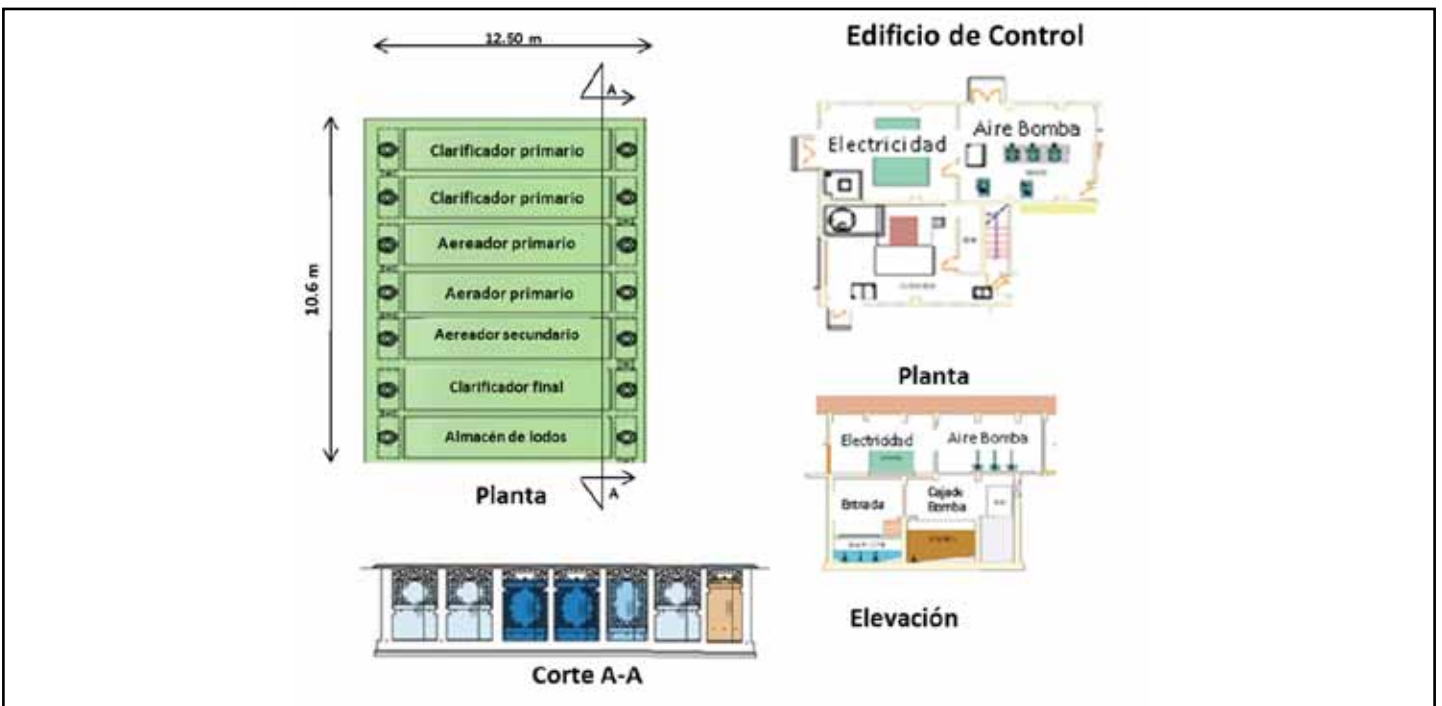 12.50 m
A
10.6 m
Clarificador primario
Clarificador primario
Aereador primario
Aerador primario
Aereador secundario
Clarificador final
Almacén de lodos
A
Planta
Corte A-A
Edificio de Control
Electricidad
Aire Bomba
Planta
Electricidad
Aire Bomba
Entrada
Caja de
Bomba
Elevación